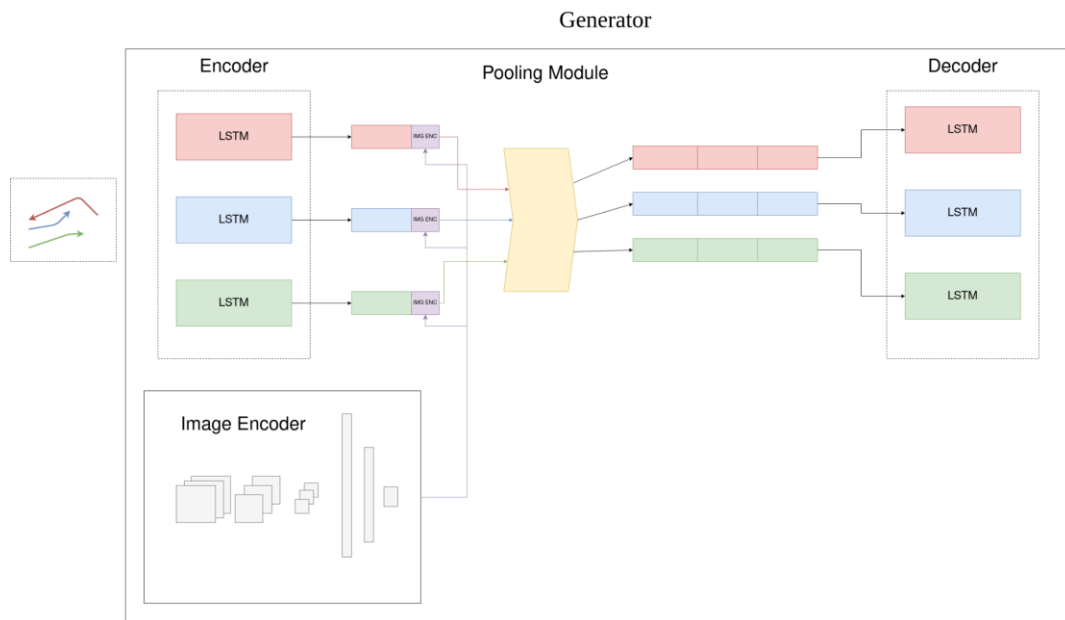 Generator
Encoder
Pooling Module
Decoder
LSTM
IMG ENC
LSTM
LSTM
IMG ENC
LSTM
LSTM
IMG ENC
LSTM
Image Encoder